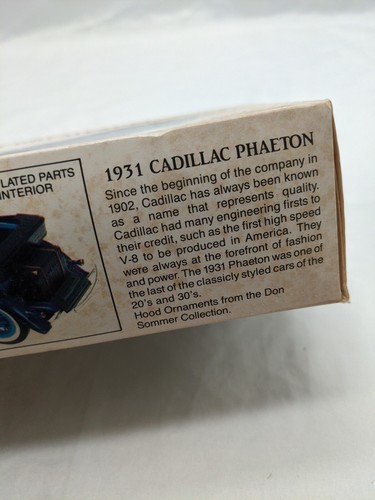 LATED PARTS
INTERIOR
1931 CADILLAC PHAETON
Since the beginning of the company in
1902, Cadillac has always been known
as a name that represents quality.
Cadillac had many engineering firsts to
their credit, such as the first high speed
V-8 to be produced in America. They
were always at the forefront of fashion
and power. The 1931 Phaeton was one of
the last of the classicly styled cars of the
20's and 30's.
Hood Ornaments from the Don
Sommer Collection.